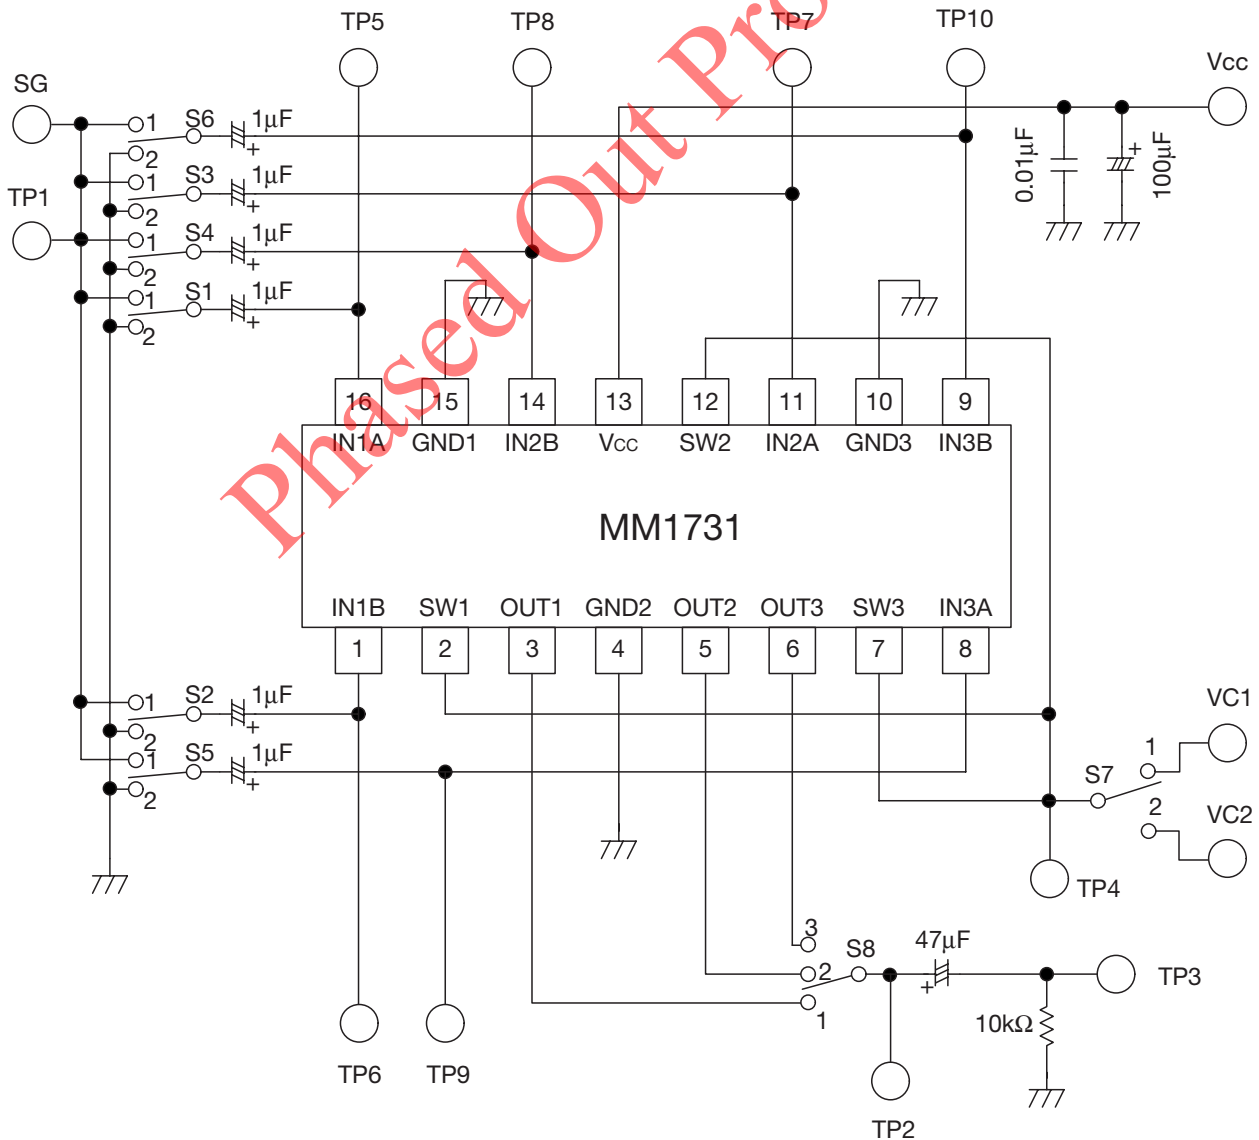 TP5 TP8 TP7 TP10
Vcc
SG
1 S6 1µF
+
2
1 S3 1µF
+
2
TP1
1 S4 1µF
+
2
1 S1 1µF
+
2
0.01µF
+
100µF
16 15 14 13 12 11 10 9
IN1A GND1 IN2B Vcc SW2 IN2A GND3 IN3B
MM1731
IN1B SW1 OUT1 GND2 OUT2 OUT3 SW3 IN3A
1 2 3 4 5 6 7 8
1 S2 1µF
+
2
1 S5 1µF
+
2
VC1
1
S7
2
VC2
TP4
3
2
1
S8
47µF
+
TP3
10kΩ
TP6 TP9
TP2
Phased Out Pro